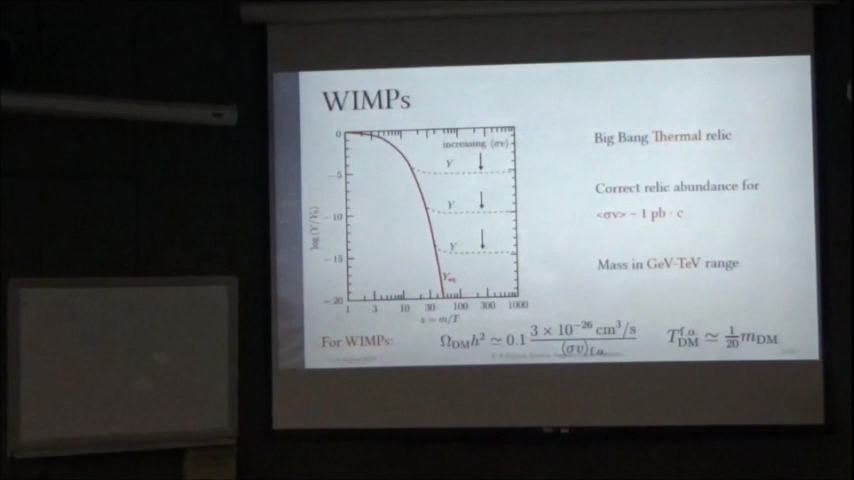 WIMPs
0
-5
-10
-15
-20
log (Y/Y₀)
increasing ⟨σv⟩
Y
Y
Y
Y_eq
1 3 10 30 100 300 1000
x = m/T
Big Bang Thermal relic
Correct relic abundance for
<σv> ~ 1 pb · c
Mass in GeV-TeV range
For WIMPs: Ω_DM h² ≃ 0.1 3 × 10⁻²⁶ cm³/s / ⟨σv⟩_f.o. T_DM^f.o. ≃ 1/20 m_DM